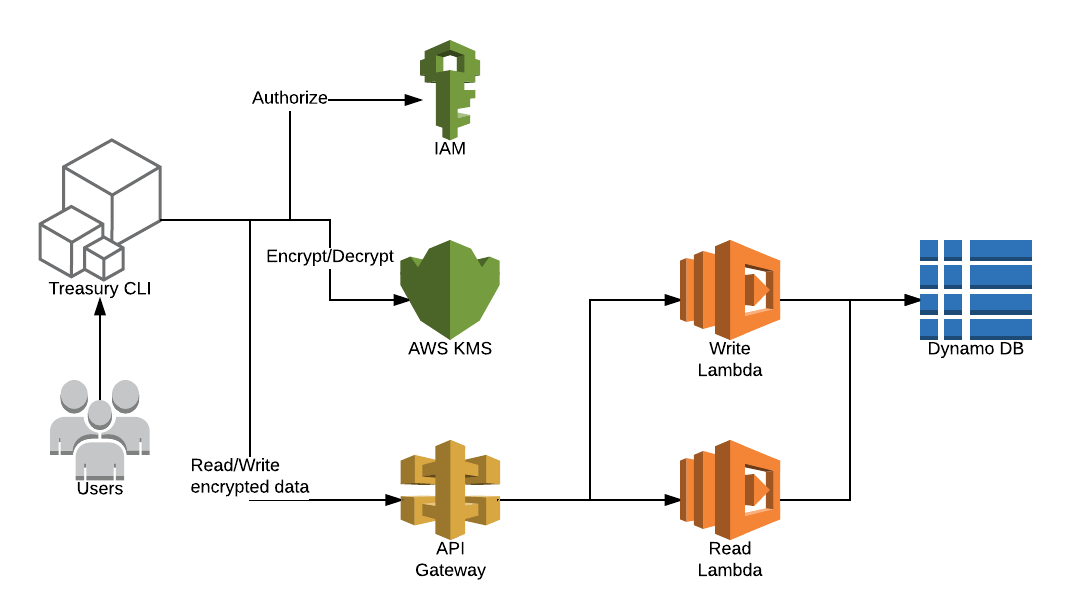 Authorize
IAM
Treasury CLI
Encrypt/Decrypt
AWS KMS
Write
Lambda
Dynamo DB
Users
Read/Write
encrypted data
API
Gateway
Read
Lambda